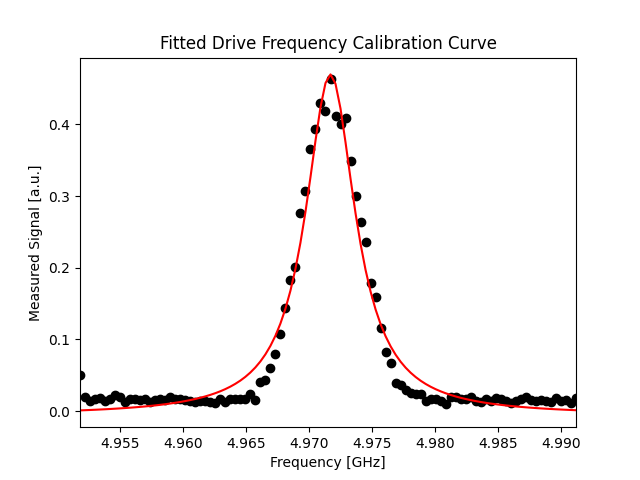 Fitted Drive Frequency Calibration Curve
Measured Signal [a.u.]
0.4
0.3
0.2
0.1
0.0
4.955 4.960 4.965 4.970 4.975 4.980 4.985 4.990
Frequency [GHz]